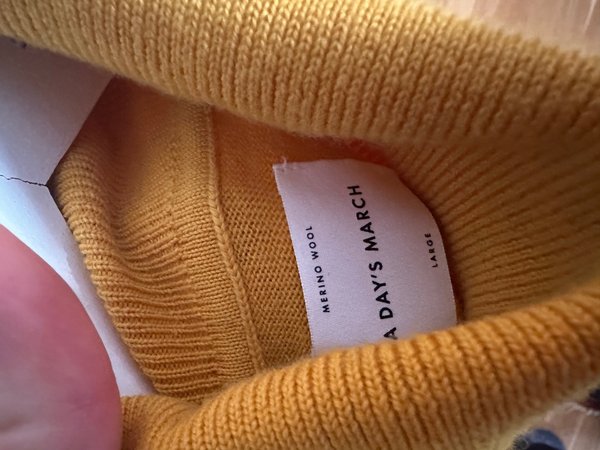 MERINO WOOL
A DAY'S MARCH
LARGE